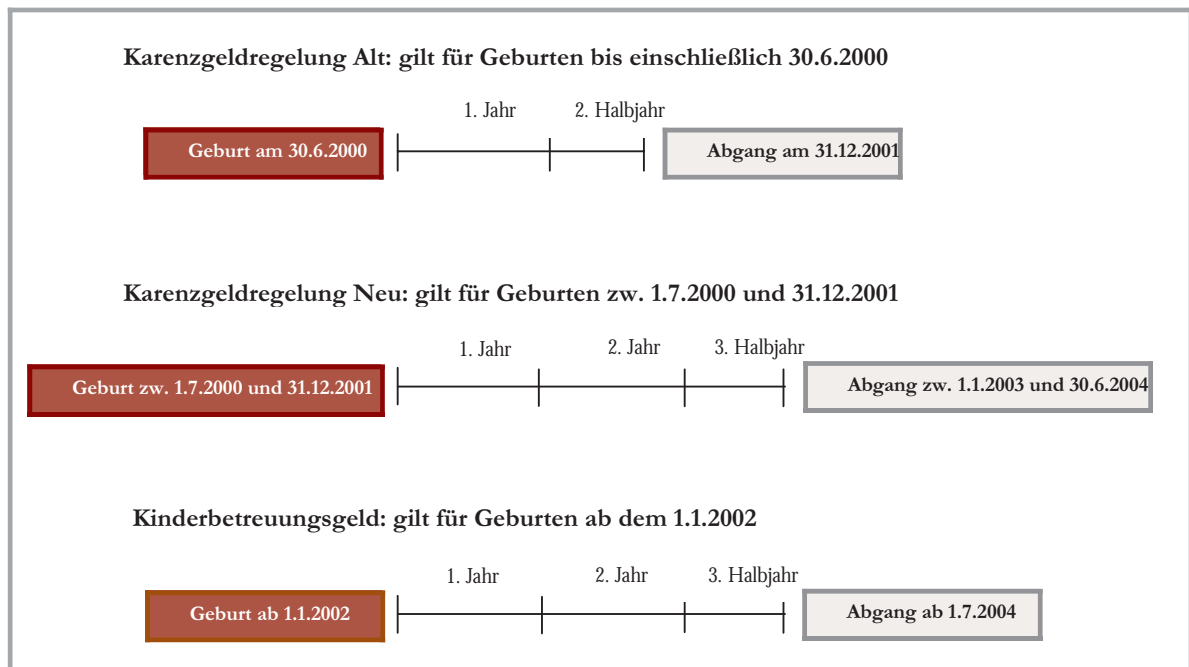 Karenzgeldregelung Alt: gilt für Geburten bis einschließlich 30.6.2000
1. Jahr 2. Halbjahr
Geburt am 30.6.2000 Abgang am 31.12.2001
Karenzgeldregelung Neu: gilt für Geburten zw. 1.7.2000 und 31.12.2001
1. Jahr 2. Jahr 3. Halbjahr
Geburt zw. 1.7.2000 und 31.12.2001 Abgang zw. 1.1.2003 und 30.6.2004
Kinderbetreuungsgeld: gilt für Geburten ab dem 1.1.2002
1. Jahr 2. Jahr 3. Halbjahr
Geburt ab 1.1.2002 Abgang ab 1.7.2004